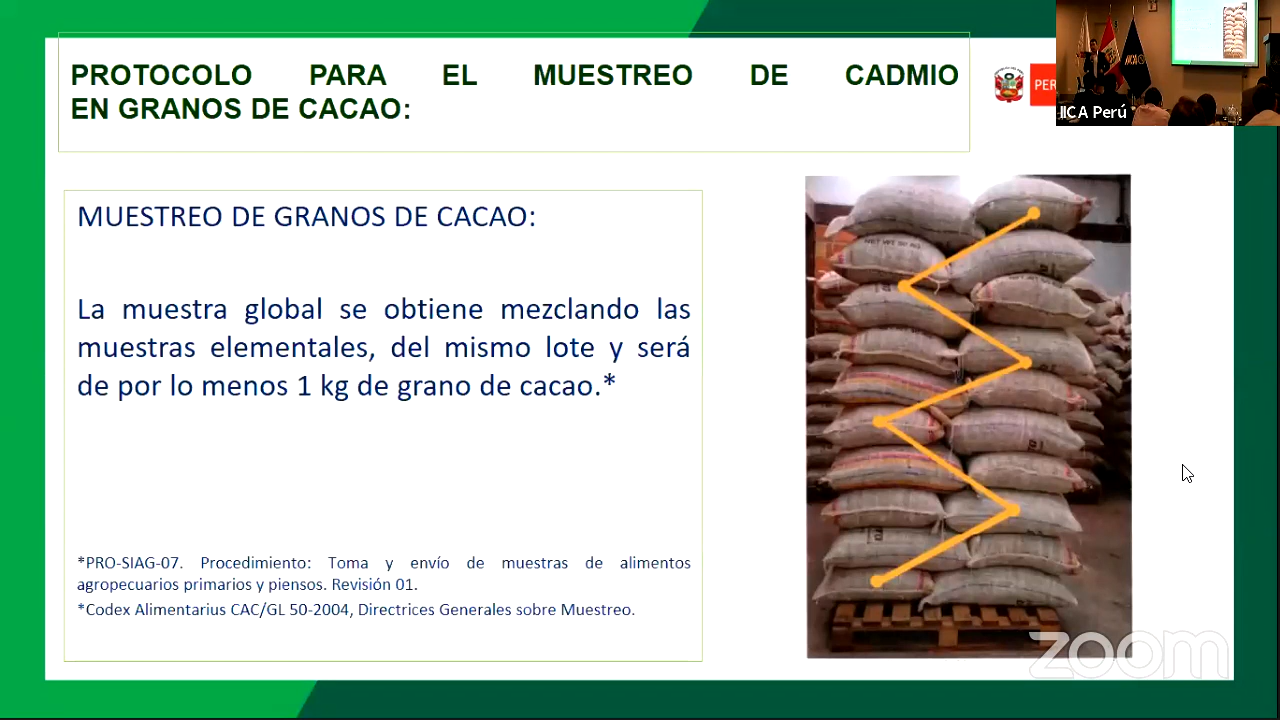 PROTOCOLO PARA EL MUESTREO DE CADMIO
EN GRANOS DE CACAO:
PER
IICA Perú
MUESTREO DE GRANOS DE CACAO:
La muestra global se obtiene mezclando las
muestras elementales, del mismo lote y será
de por lo menos 1 kg de grano de cacao.*
*PRO-SIAG-07. Procedimiento: Toma y envío de muestras de alimentos
agropecuarios primarios y piensos. Revisión 01.
*Codex Alimentarius CAC/GL 50-2004, Directrices Generales sobre Muestreo.
zoom